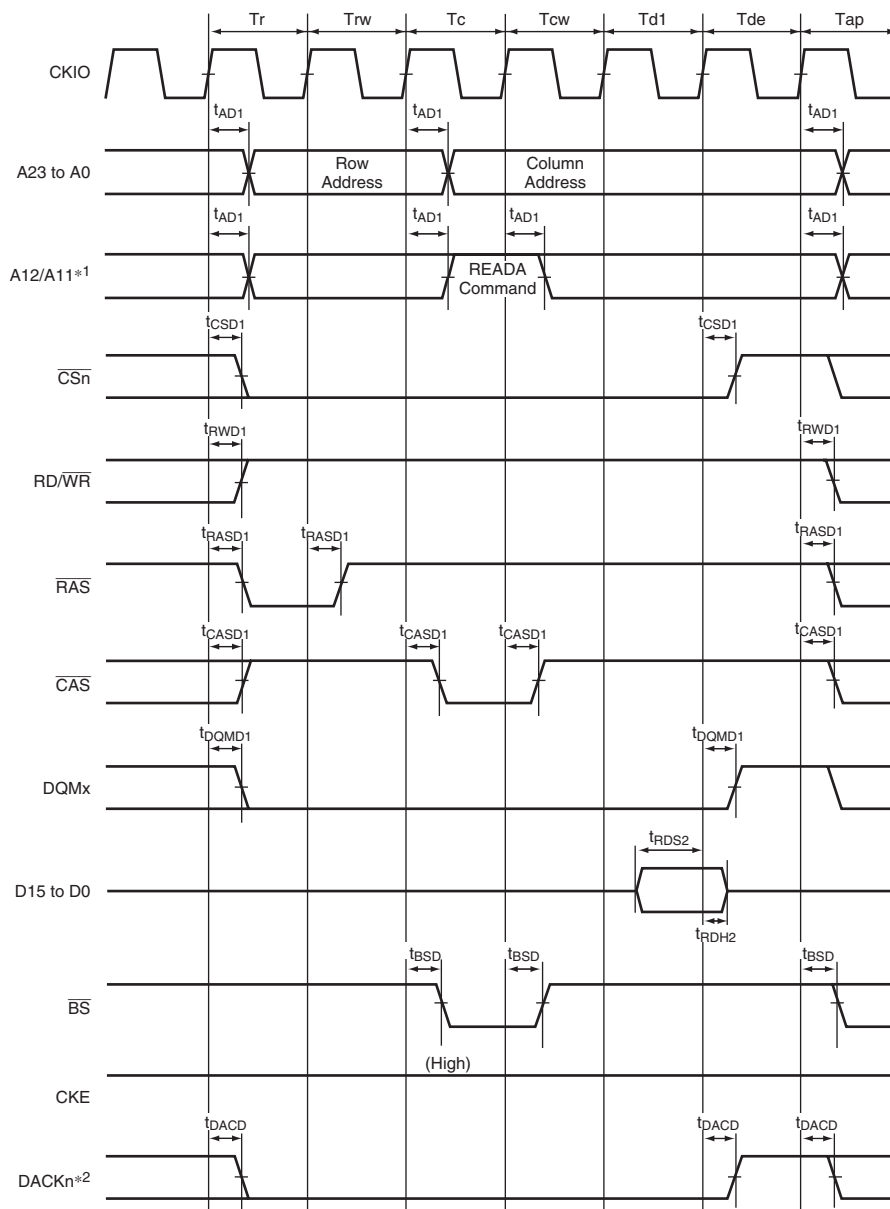 Tr Trw Tc Tcw Td1 Tde Tap
CKIO
tAD1 tAD1 tAD1
A23 to A0
Row
Address
Column
Address
tAD1 tAD1 tAD1 tAD1
A12/A11*1
READA
Command
tCSD1 tCSD1
CSn
tRWD1 tRWD1
RD/WR
tRASD1 tRASD1 tRASD1
RAS
tCASD1 tCASD1 tCASD1 tCASD1
CAS
tDQMD1 tDQMD1
DQMx
tRDS2
D15 to D0
tRDH2
tBSD tBSD tBSD
BS
(High)
CKE
tDACD tDACD tDACD
DACKn*2